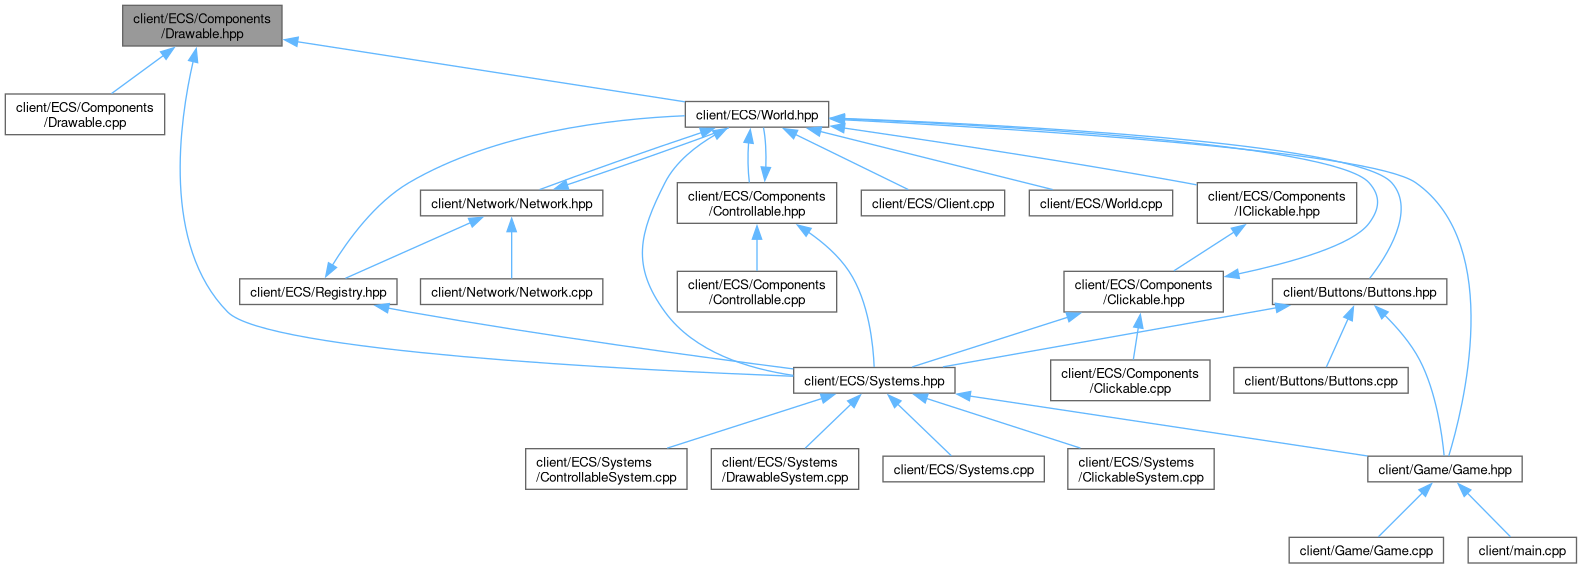 client/ECS/Components
/Drawable.hpp
client/ECS/Components
/Drawable.cpp
client/ECS/World.hpp
client/Network/Network.hpp
client/ECS/Components
/Controllable.hpp
client/ECS/Client.cpp
client/ECS/World.cpp
client/ECS/Components
/IClickable.hpp
client/ECS/Registry.hpp
client/Network/Network.cpp
client/ECS/Components
/Controllable.cpp
client/ECS/Components
/Clickable.hpp
client/Buttons/Buttons.hpp
client/ECS/Systems.hpp
client/ECS/Components
/Clickable.cpp
client/Buttons/Buttons.cpp
client/ECS/Systems
/ControllableSystem.cpp
client/ECS/Systems
/DrawableSystem.cpp
client/ECS/Systems.cpp
client/ECS/Systems
/ClickableSystem.cpp
client/Game/Game.hpp
client/Game/Game.cpp
client/main.cpp